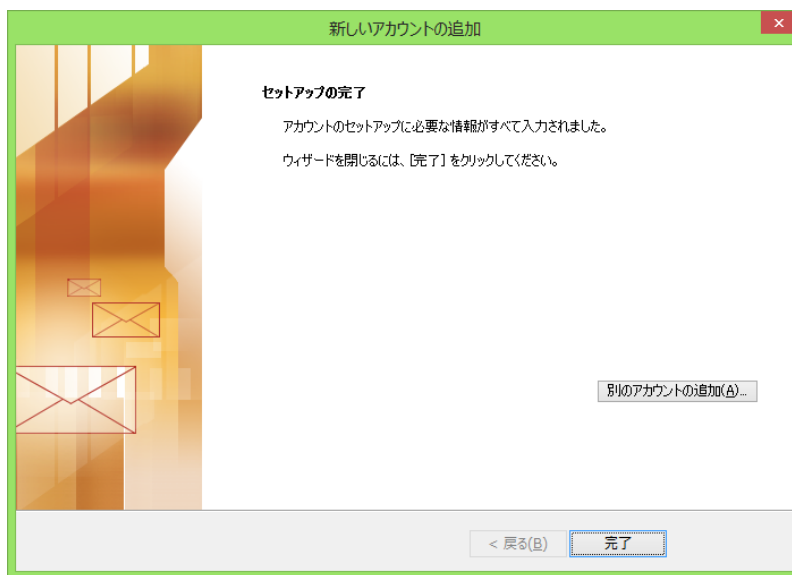 新しいアカウントの追加
セットアップの完了
アカウントのセットアップに必要な情報がすべて入力されました。
ウィザードを閉じるには、[完了] をクリックしてください。
別のアカウントの追加(A)...
< 戻る(B)
完了